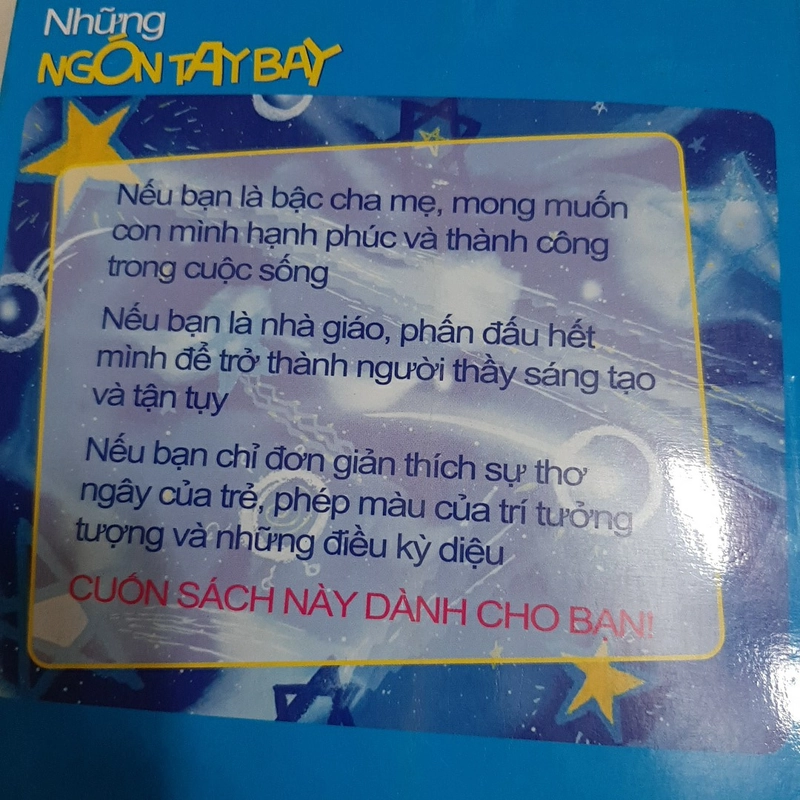 Những
NGÓN TAY BAY
Nếu bạn là bậc cha mẹ, mong muốn
con mình hạnh phúc và thành công
trong cuộc sống
Nếu bạn là nhà giáo, phấn đấu hết
mình để trở thành người thầy sáng tạo
và tận tụy
Nếu bạn chỉ đơn giản thích sự thơ
ngây của trẻ, phép màu của trí tưởng
tượng và những điều kỳ diệu
CUỐN SÁCH NÀY DÀNH CHO BẠN!